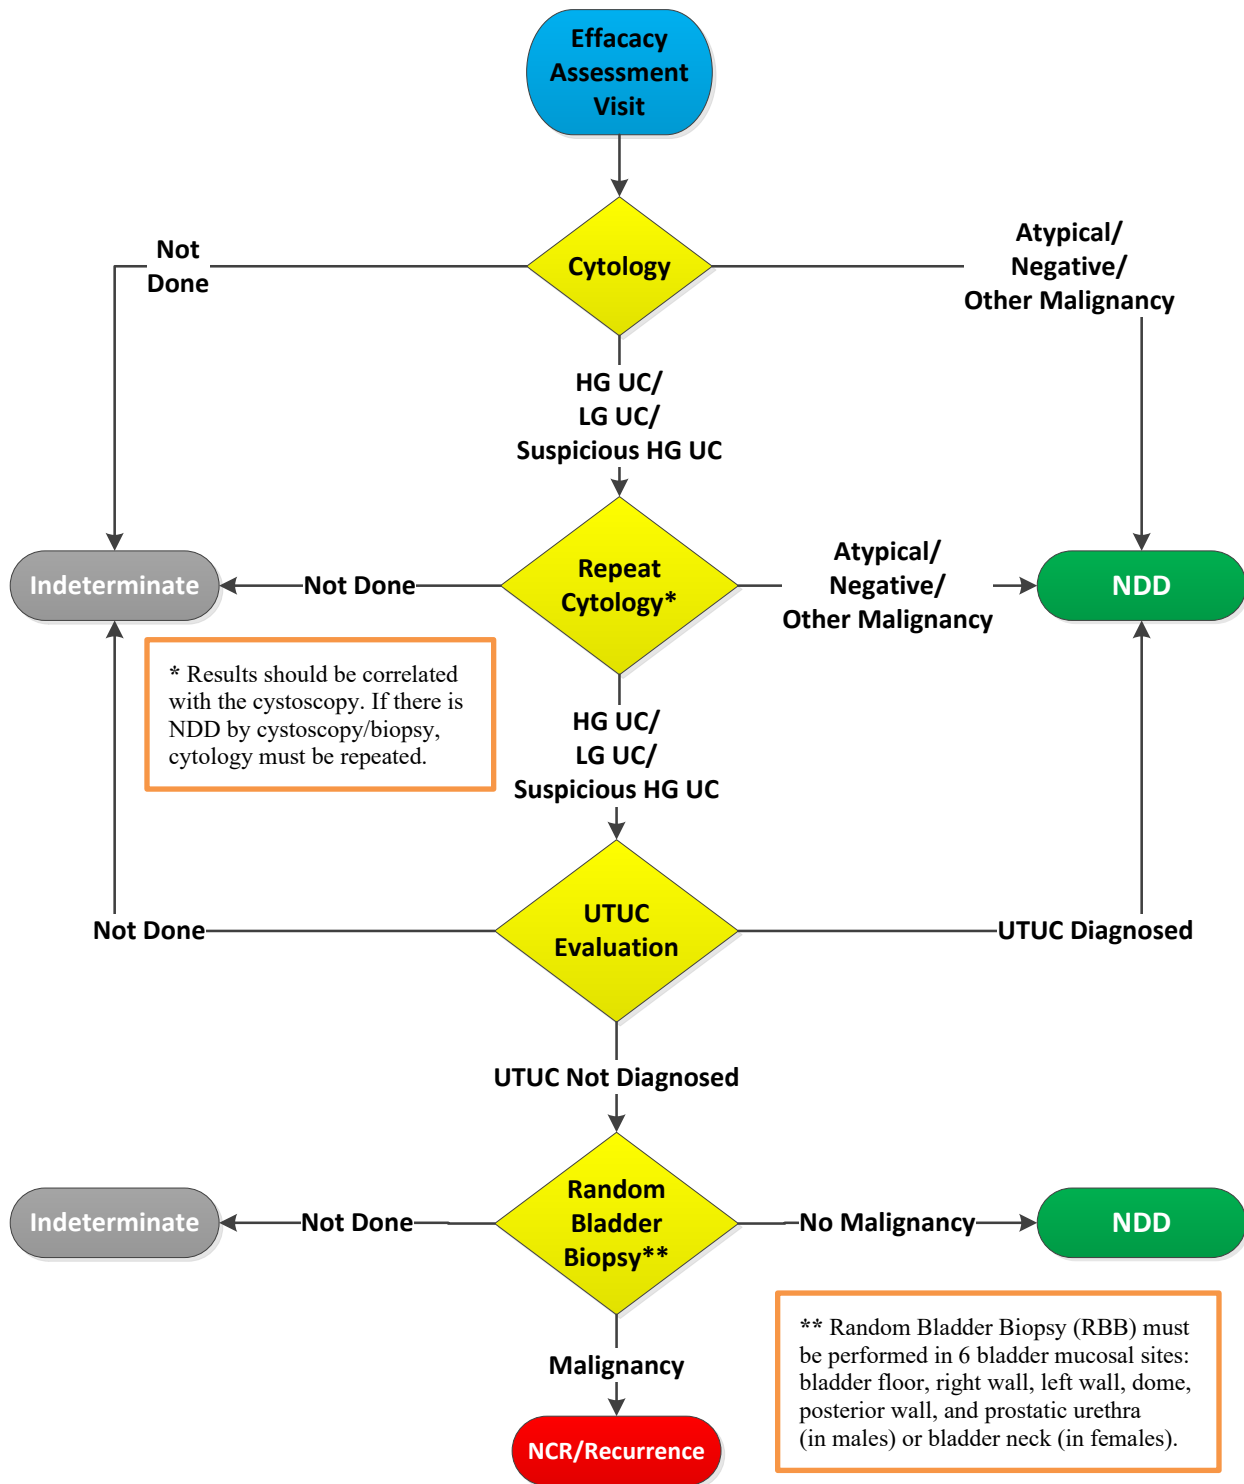 Effacacy
Assessment
Visit
Cytology
Not
Done
Atypical/
Negative/
Other Malignancy
HG UC/
LG UC/
Suspicious HG UC
Indeterminate
Not Done
Repeat
Cytology*
Atypical/
Negative/
Other Malignancy
NDD
* Results should be correlated
with the cystoscopy. If there is
NDD by cystoscopy/biopsy,
cytology must be repeated.
HG UC/
LG UC/
Suspicious HG UC
Not Done
UTUC
Evaluation
UTUC Diagnosed
UTUC Not Diagnosed
Indeterminate
Not Done
Random
Bladder
Biopsy**
No Malignancy
NDD
Malignancy
** Random Bladder Biopsy (RBB) must
be performed in 6 bladder mucosal sites:
bladder floor, right wall, left wall, dome,
posterior wall, and prostatic urethra
(in males) or bladder neck (in females).
NCR/Recurrence